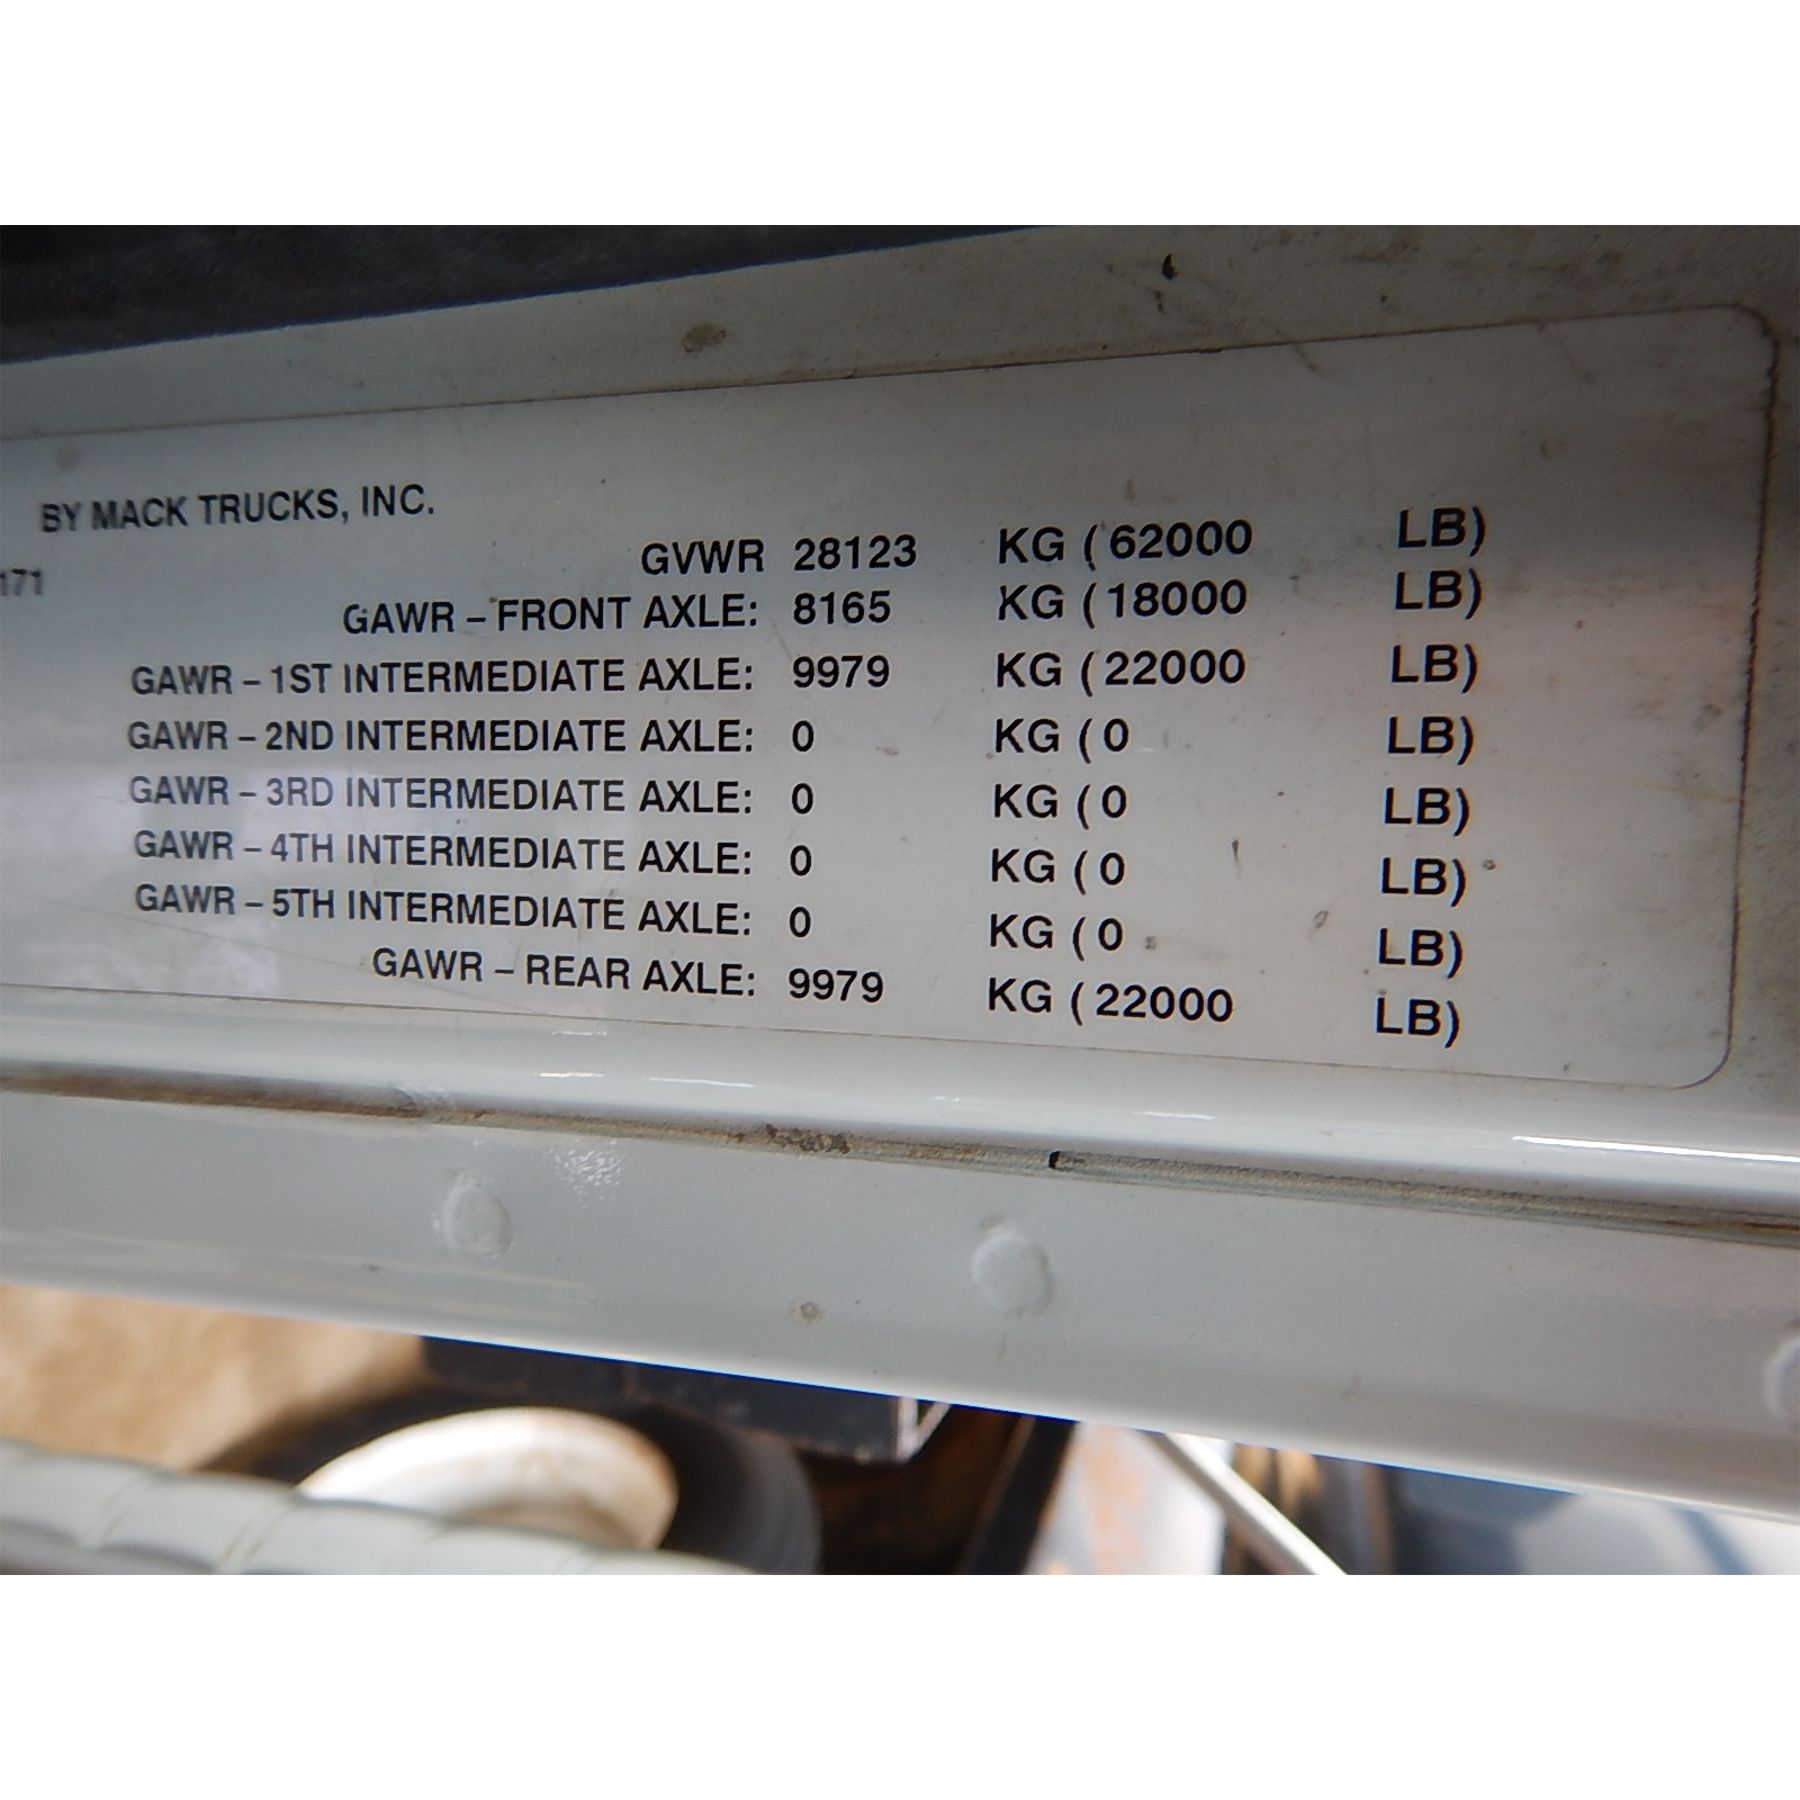 BY MACK TRUCKS, INC.
GVWR 28123 KG (62000 LB)
171
GAWR – FRONT AXLE: 8165 KG (18000 LB)
GAWR – 1ST INTERMEDIATE AXLE: 9979 KG (22000 LB)
GAWR – 2ND INTERMEDIATE AXLE: 0 KG (0 LB)
GAWR – 3RD INTERMEDIATE AXLE: 0 KG (0 LB)
GAWR – 4TH INTERMEDIATE AXLE: 0 KG (0 LB)
GAWR – 5TH INTERMEDIATE AXLE: 0 KG (0 LB)
GAWR – REAR AXLE: 9979 KG (22000 LB)